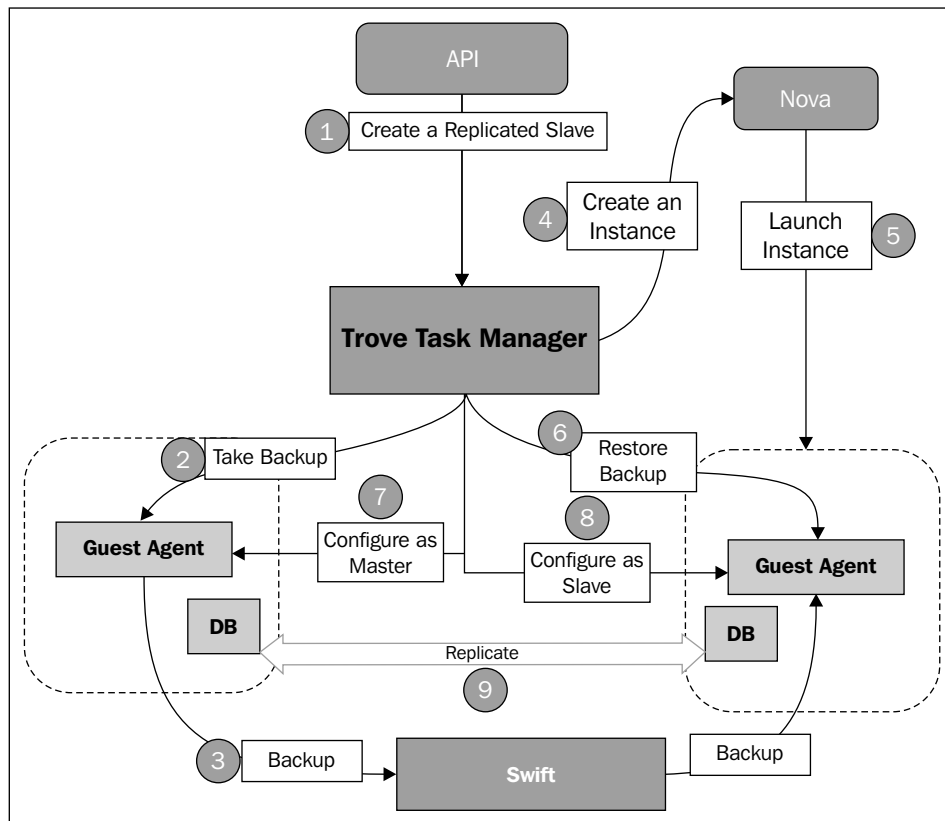 API
Nova
1
Create a Replicated Slave
4
Create an
Instance
Launch
Instance
5
Trove Task Manager
2
Take Backup
6
Restore
Backup
7
Configure as
Master
8
Configure as
Slave
Guest Agent
Guest Agent
DB
DB
Replicate
9
3
Backup
Swift
Backup